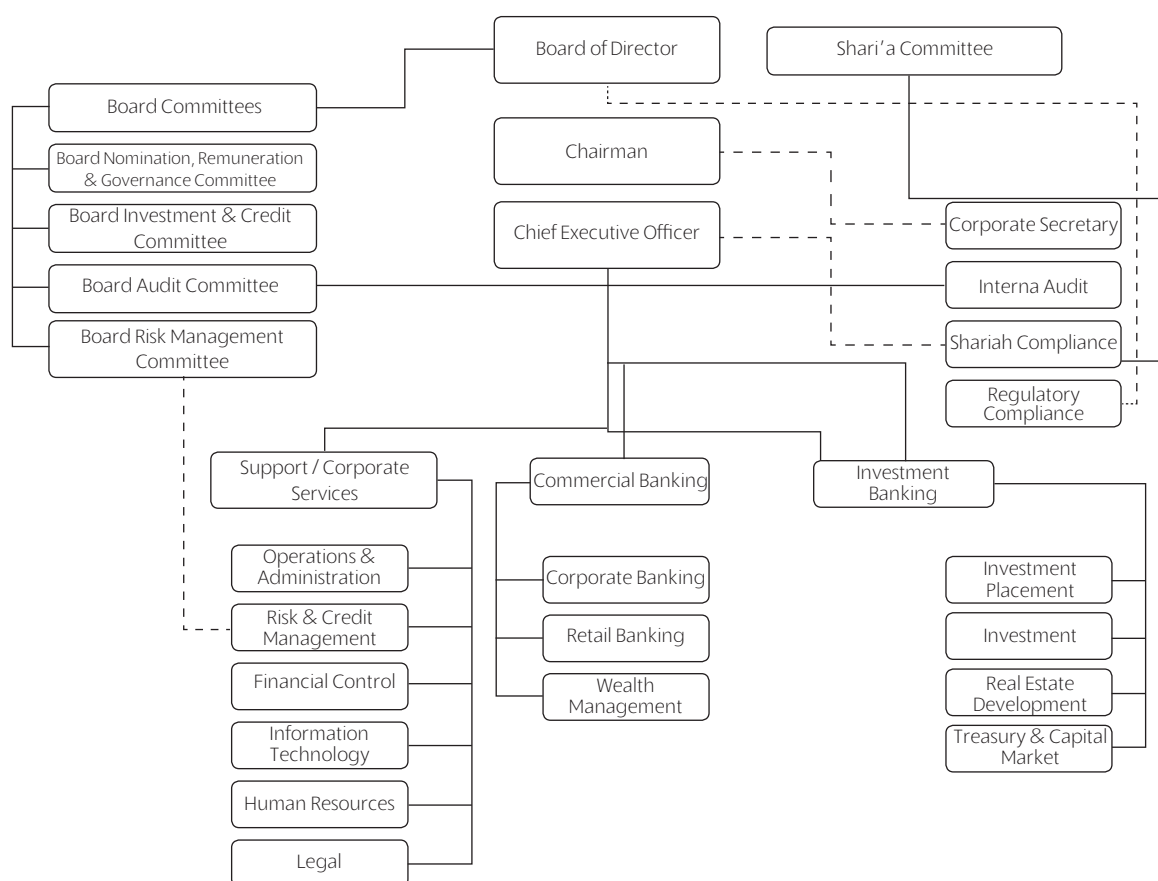 Board of Director
Shari’a Committee
Board Committees
Chairman
Board Nomination, Remuneration
& Governance Committee
Board Investment & Credit
Committee
Chief Executive Officer
Corporate Secretary
Board Audit Committee
Interna Audit
Board Risk Management
Committee
Shariah Compliance
Regulatory
Compliance
Support / Corporate
Services
Commercial Banking
Investment
Banking
Operations &
Administration
Risk & Credit
Management
Financial Control
Information
Technology
Human Resources
Legal
Corporate Banking
Retail Banking
Wealth
Management
Investment
Placement
Investment
Real Estate
Development
Treasury & Capital
Market